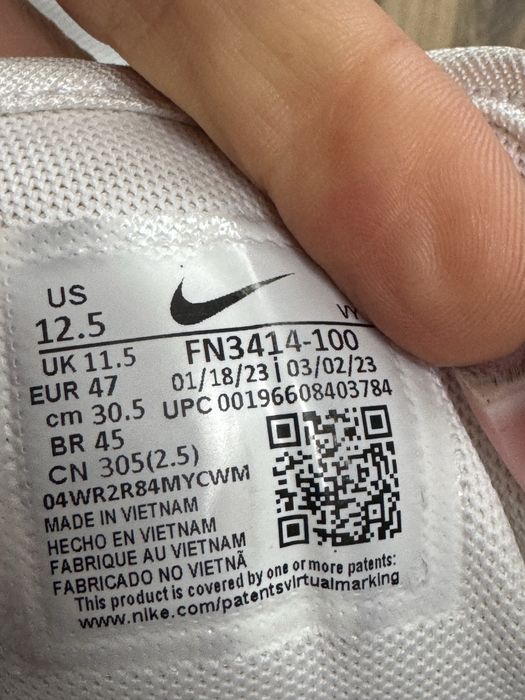 US
12.5
UK 11.5
EUR 47
cm 30.5
BR 45
CN 305(2.5)
04WR2R84MYCWM
FN3414-100
01/18/23 | 03/02/23
UPC 00196608403784
MADE IN VIETNAM
HECHO EN VIETNAM
FABRIQUE AU VIETNAM
FABRICADO NO VIETNÃ
This product is covered by one or more patents:
www.nike.com/patentsvirtualmarking